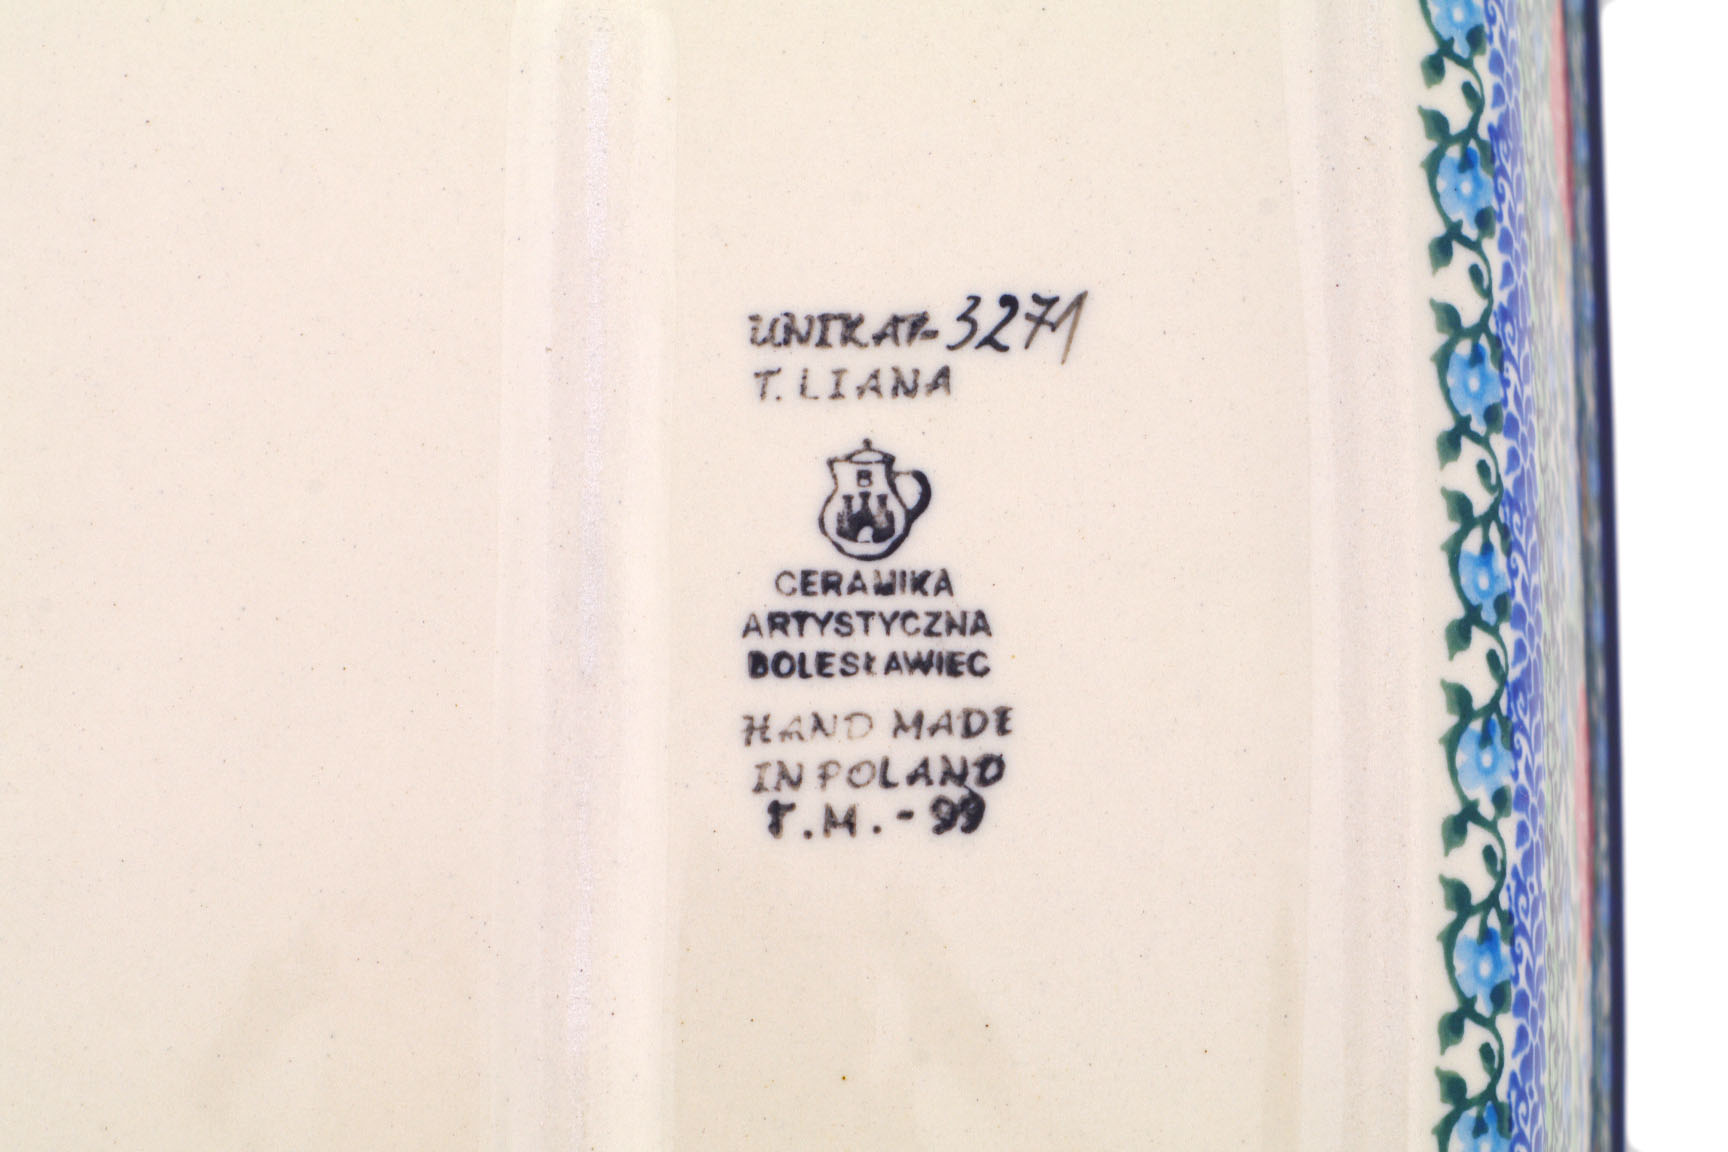 UNIKAT-3271
T. LIANA
B
CERAMIKA
ARTYSTYCZNA
BOLESŁAWIEC
HAND MADE
IN POLAND
T.M.-99